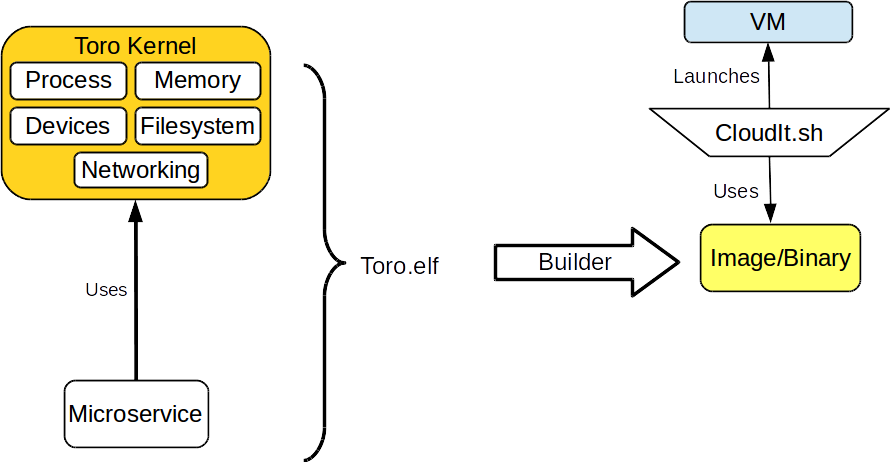 Toro Kernel
Process
Memory
Devices
Filesystem
Networking
Uses
Microservice
Toro.elf
Builder
VM
Launches
CloudIt.sh
Uses
Image/Binary